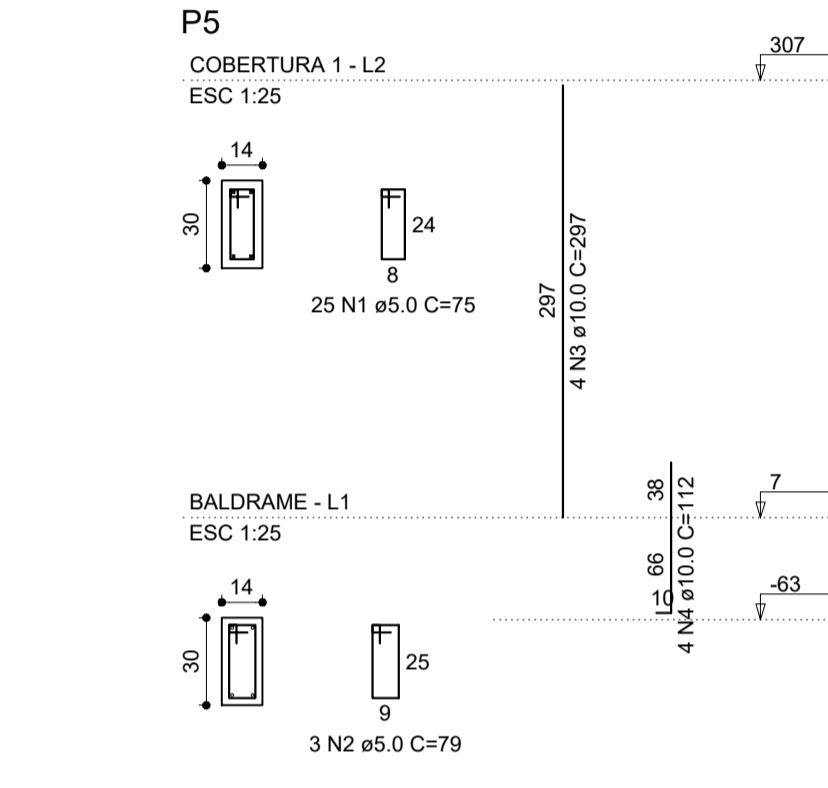 P5
COBERTURA 1 - L2
ESC 1:25
307
14
30
24
8
25 N1 ø5.0 C=75
297
4 N3 ø10.0 C=297
BALDRAME - L1
ESC 1:25
7
38
66
10
4 N4 ø10.0 C=112
-63
14
30
25
9
3 N2 ø5.0 C=79